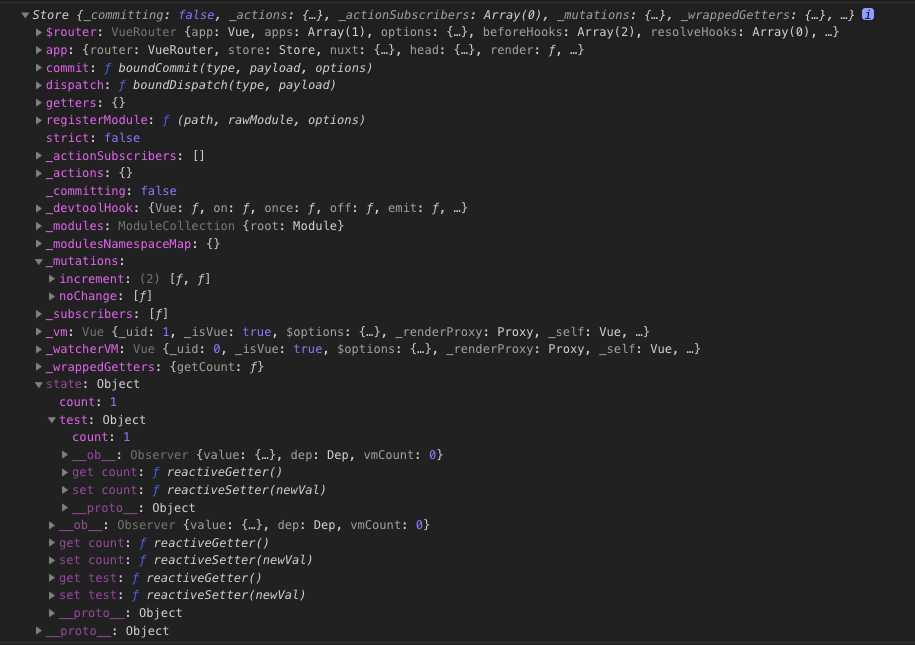 Store {_committing: false, _actions: {…}, _actionSubscribers: Array(0), _mutations: {…}, _wrappedGetters: {…}, …} i
$router: VueRouter {app: Vue, apps: Array(1), options: {…}, beforeHooks: Array(2), resolveHooks: Array(0), …}
app: {router: VueRouter, store: Store, nuxt: {…}, head: {…}, render: ƒ, …}
commit: ƒ boundCommit(type, payload, options)
dispatch: ƒ boundDispatch(type, payload)
getters: {}
registerModule: ƒ (path, rawModule, options)
strict: false
_actionSubscribers: []
_actions: {}
_committing: false
_devtoolHook: {Vue: ƒ, on: ƒ, once: ƒ, off: ƒ, emit: ƒ, …}
_modules: ModuleCollection {root: Module}
_modulesNamespaceMap: {}
_mutations:
increment: (2) [ƒ, ƒ]
noChange: [ƒ]
_subscribers: [ƒ]
_vm: Vue {_uid: 1, _isVue: true, $options: {…}, _renderProxy: Proxy, _self: Vue, …}
_watcherVM: Vue {_uid: 0, _isVue: true, $options: {…}, _renderProxy: Proxy, _self: Vue, …}
_wrappedGetters: {getCount: ƒ}
state: Object
count: 1
test: Object
count: 1
__ob__: Observer {value: {…}, dep: Dep, vmCount: 0}
get count: ƒ reactiveGetter()
set count: ƒ reactiveSetter(newVal)
__proto__: Object
__ob__: Observer {value: {…}, dep: Dep, vmCount: 0}
get count: ƒ reactiveGetter()
set count: ƒ reactiveSetter(newVal)
get test: ƒ reactiveGetter()
set test: ƒ reactiveSetter(newVal)
__proto__: Object
__proto__: Object